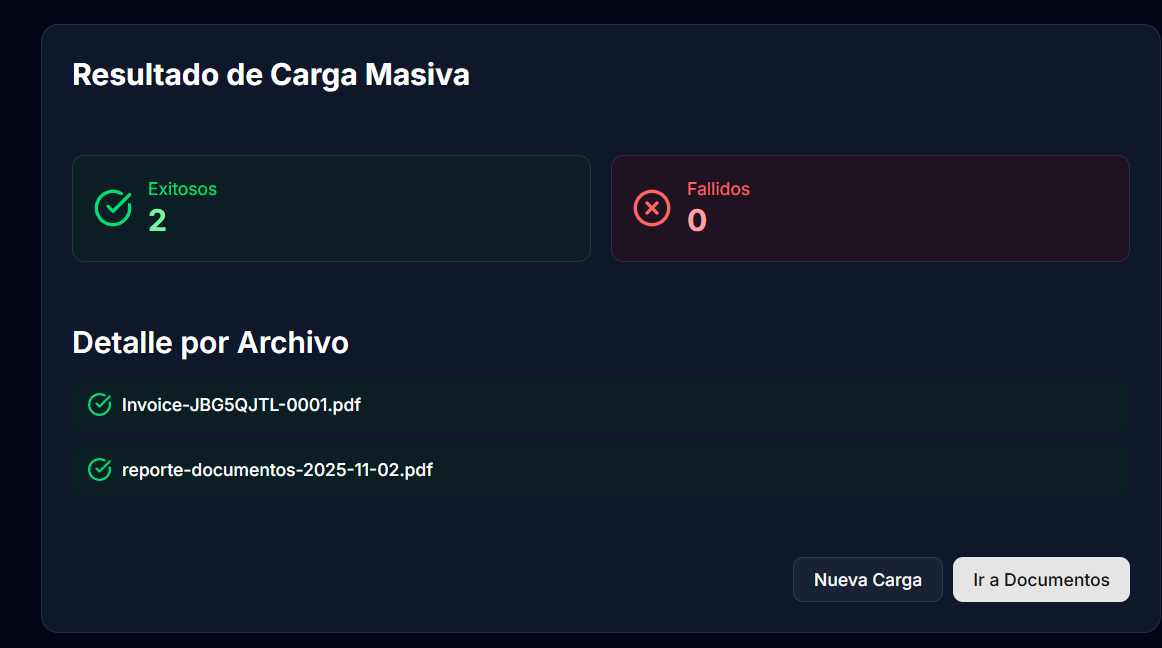 Resultado de Carga Masiva
Exitosos
2
Fallidos
0
Detalle por Archivo
Invoice-JBG5QJTL-0001.pdf
reporte-documentos-2025-11-02.pdf
Nueva Carga
Ir a Documentos